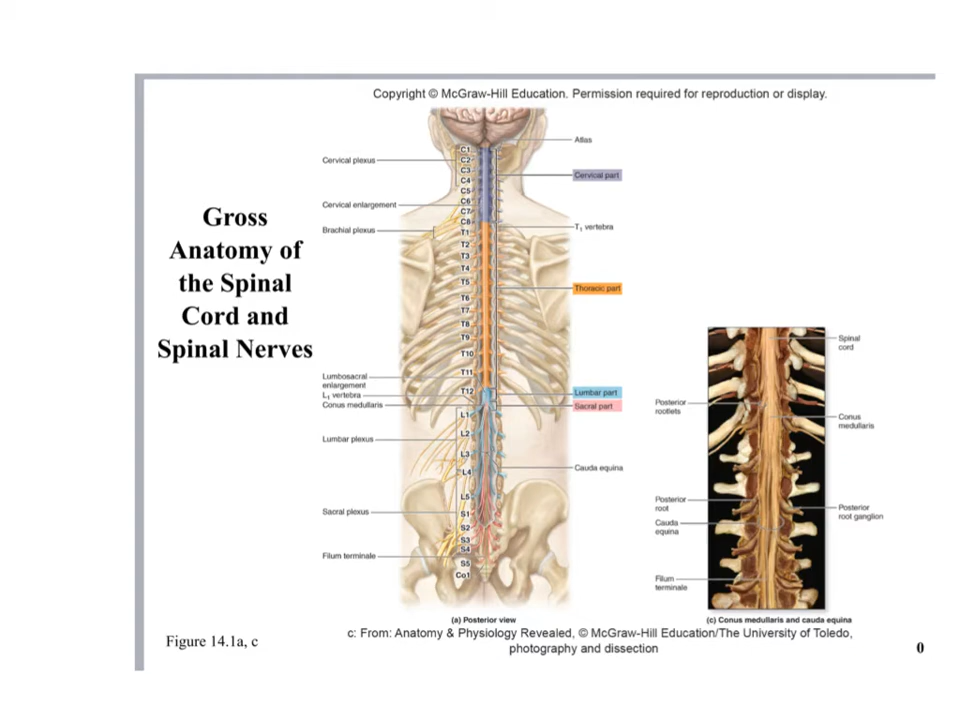 Copyright © McGraw-Hill Education. Permission required for reproduction or display.
Gross
Anatomy of
the Spinal
Cord and
Spinal Nerves
Cervical plexus
Cervical enlargement
Brachial plexus
Lumbosacral
enlargement
L1 vertebra
Conus medullaris
Lumbar plexus
Sacral plexus
Filum terminale
C1
C2
C3
C4
C5
C6
C7
C8
T1
T2
T3
T4
T5
T6
T7
T8
T9
T10
T11
T12
L1
L2
L3
L4
L5
S1
S2
S3
S4
S5
Co1
Atlas
Cervical part
T1 vertebra
Thoracic part
Lumbar part
Sacral part
Cauda equina
(a) Posterior view
Posterior
rootlets
Posterior
root
Cauda
equina
Filum
terminale
Spinal
cord
Conus
medullaris
Posterior
root ganglion
(c) Conus medullaris and cauda equina
c: From: Anatomy & Physiology Revealed, © McGraw-Hill Education/The University of Toledo,
photography and dissection
Figure 14.1a, c
0